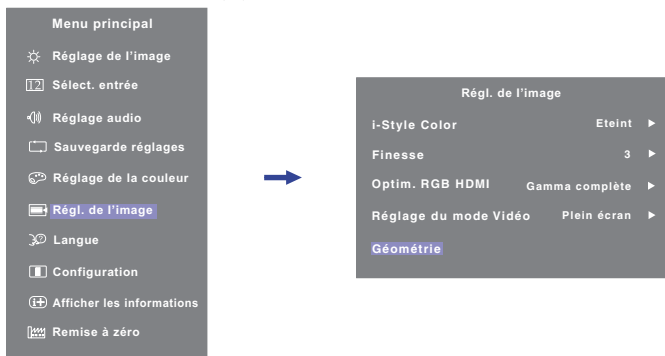 Menu principal
Réglage de l'image
12 Sélect. entrée
Réglage audio
Sauvegarde réglages
Réglage de la couleur
Régl. de l'image
Langue
Configuration
Afficher les informations
Remise à zéro
Régl. de l'image
i-Style Color Eteint
Finesse 3
Optim. RGB HDMI Gamma complète
Réglage du mode Vidéo Plein écran
Géométrie